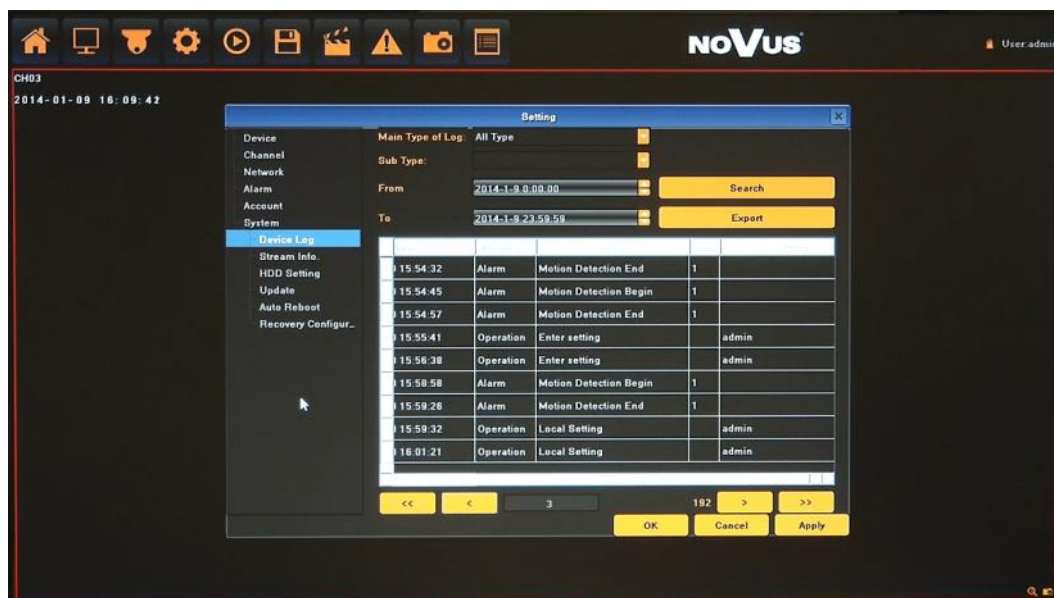 NOVUS
User:admi
CH03
2014-01-09 16:09:42
Setting
Device
Channel
Network
Alarm
Account
System
Device Log
Stream Info.
HDD Setting
Update
Auto Reboot
Recovery Configur...
Main Type of Log: All Type
Sub Type:
From 2014-1-9 0:00:00 Search
To 2014-1-9 23:59:59 Export
15:54:32 Alarm Motion Detection End 1
15:54:45 Alarm Motion Detection Begin 1
15:54:57 Alarm Motion Detection End 1
15:55:41 Operation Enter setting admin
15:56:38 Operation Enter setting admin
15:58:58 Alarm Motion Detection Begin 1
15:59:26 Alarm Motion Detection End 1
15:59:32 Operation Local Setting admin
16:01:21 Operation Local Setting admin
<< < 3 192 > >>
OK Cancel Apply